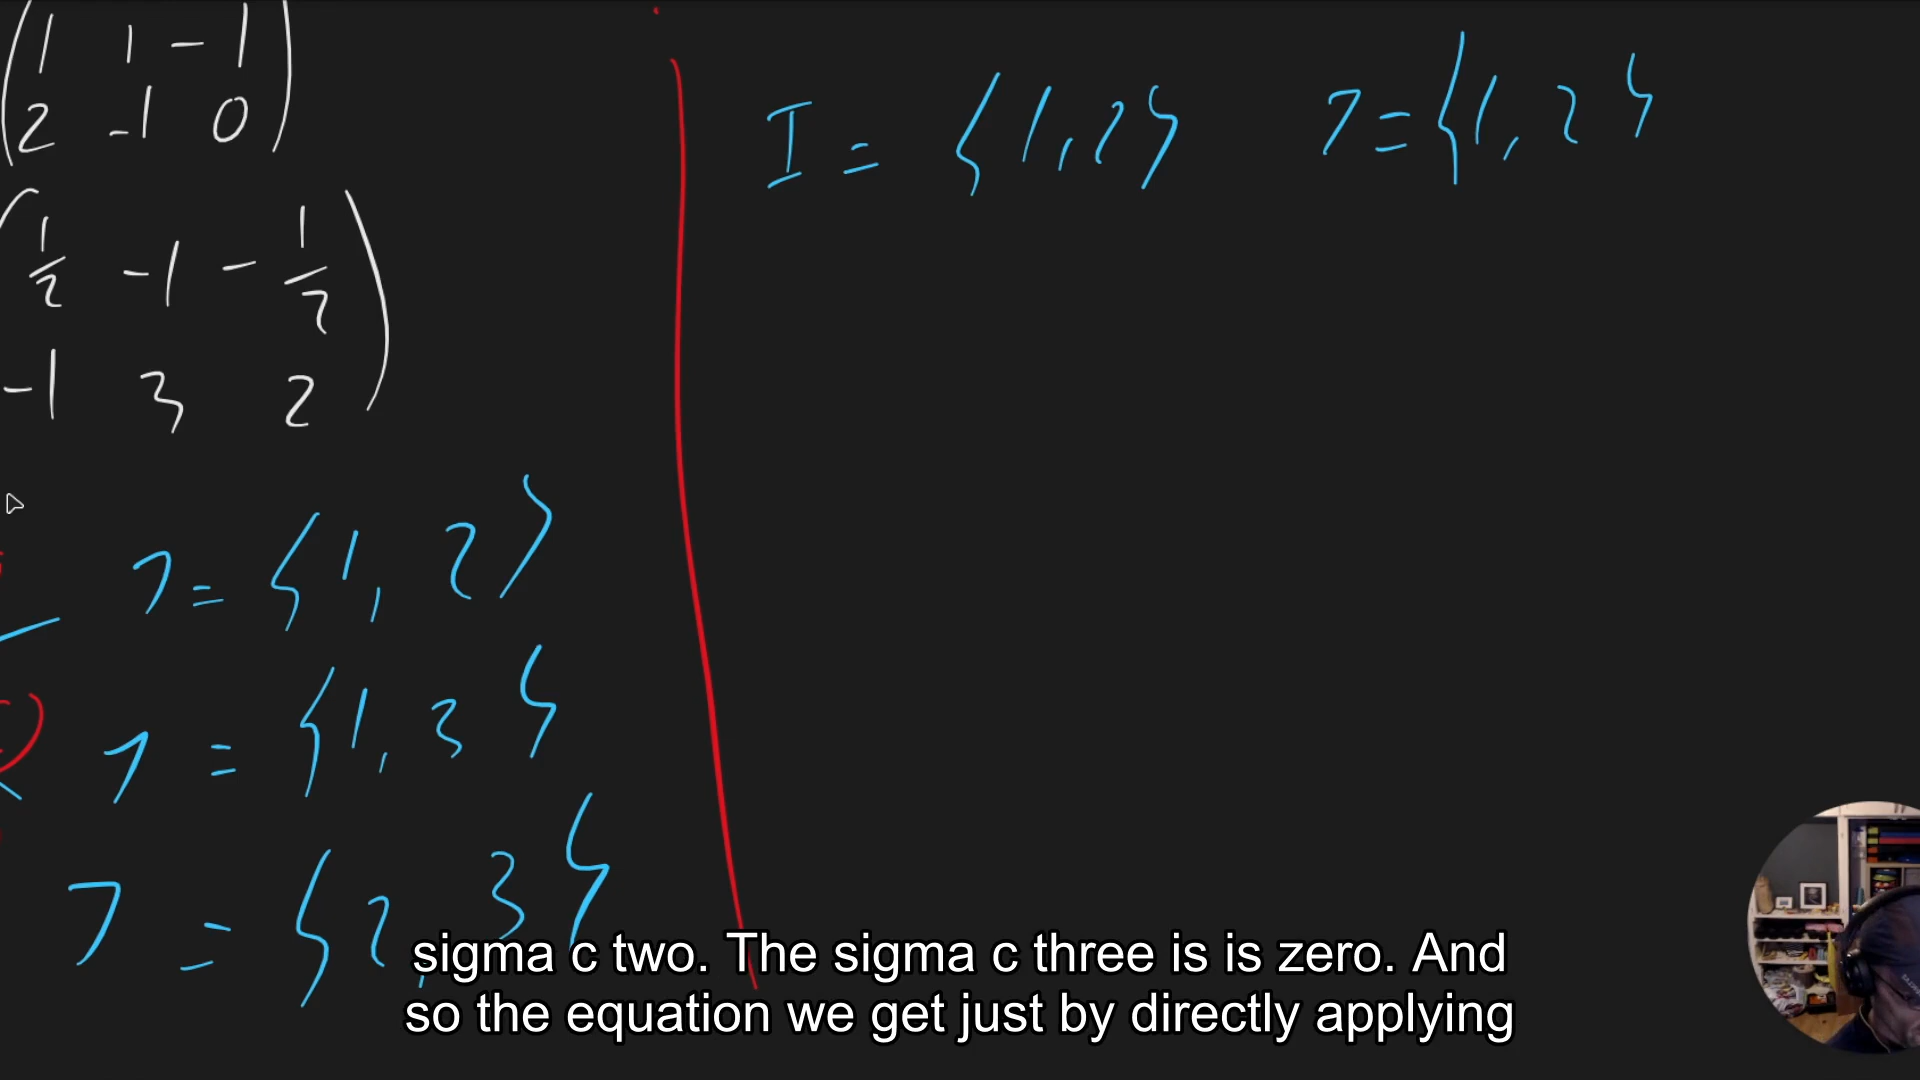 1 1 -1
2 -1 0
1/2 -1 -1/2
-1 3 2
I = {1, 2} J = {1, 2}
J = {1, 2}
J = {1, 3}
J = {2, 3}
sigma c two. The sigma c three is is zero. And
so the equation we get just by directly applying